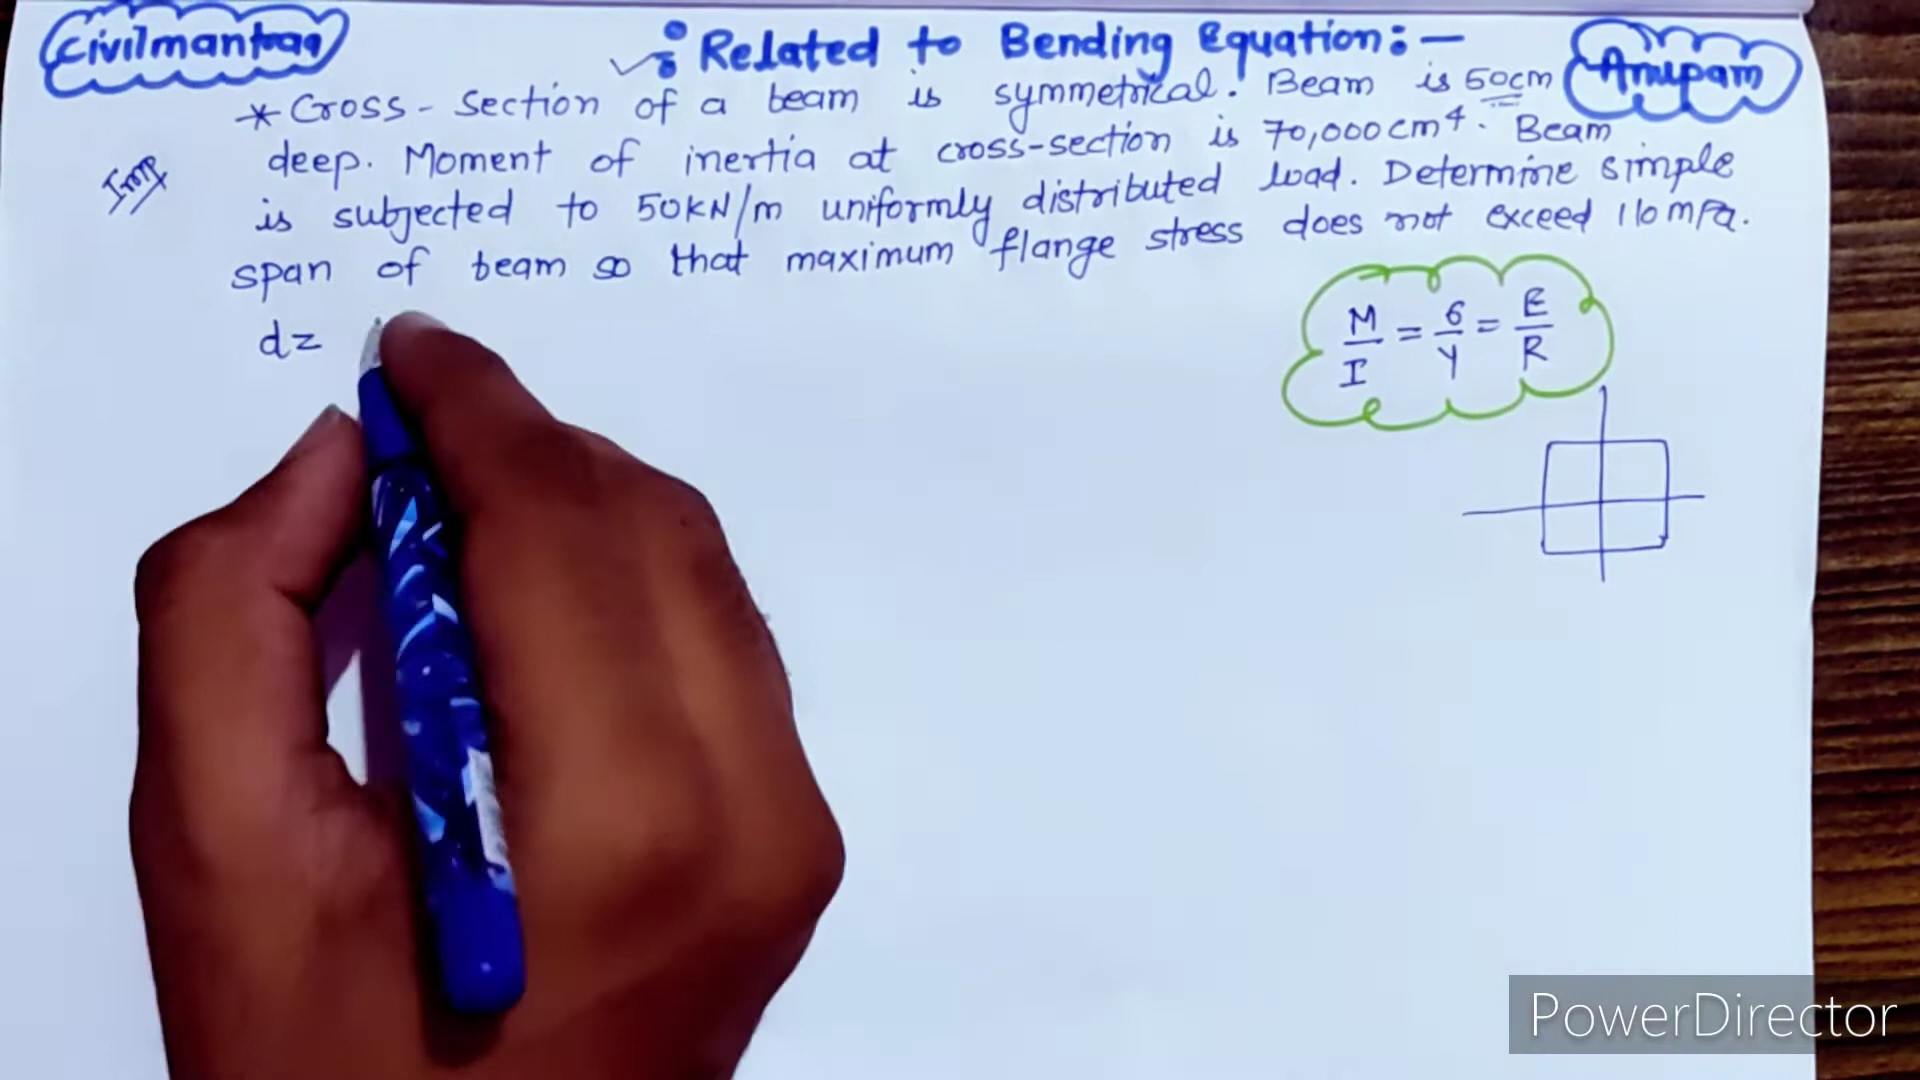 Civilmantraa
: Related to Bending Equation:-
Anupam
* Cross-section of a beam is symmetrical. Beam is 50cm
deep. Moment of inertia at cross-section is 70,000cm⁴. Beam
Imp
is subjected to 50KN/m uniformly distributed load. Determine simple
span of beam so that maximum flange stress does not exceed 110mPa.
d=
M/I = σ/Y = E/R
PowerDirector